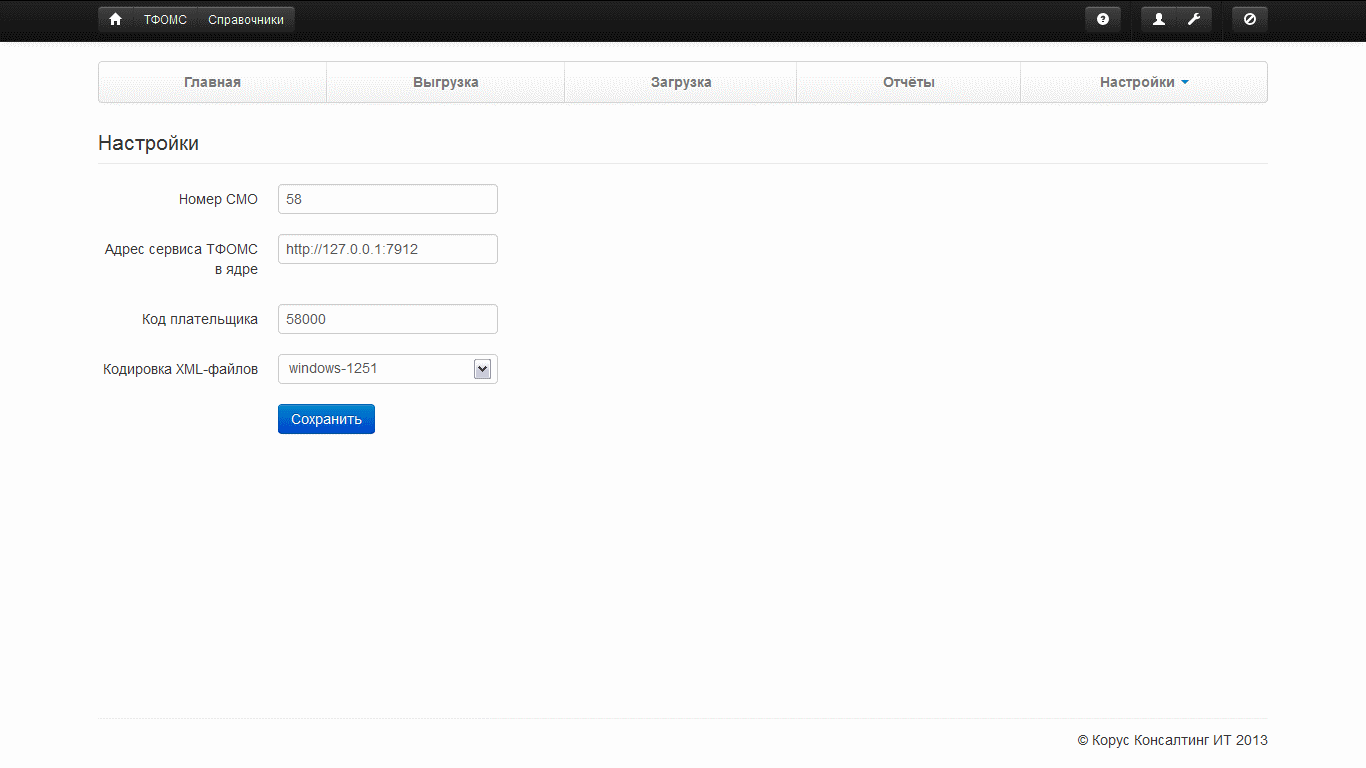 ТФОМС Справочники
Главная Выгрузка Загрузка Отчёты Настройки
Настройки
Номер СМО 58
Адрес сервиса ТФОМС http://127.0.0.1:7912
в ядре
Код плательщика 58000
Кодировка XML-файлов windows-1251
Сохранить
© Корус Консалтинг ИТ 2013